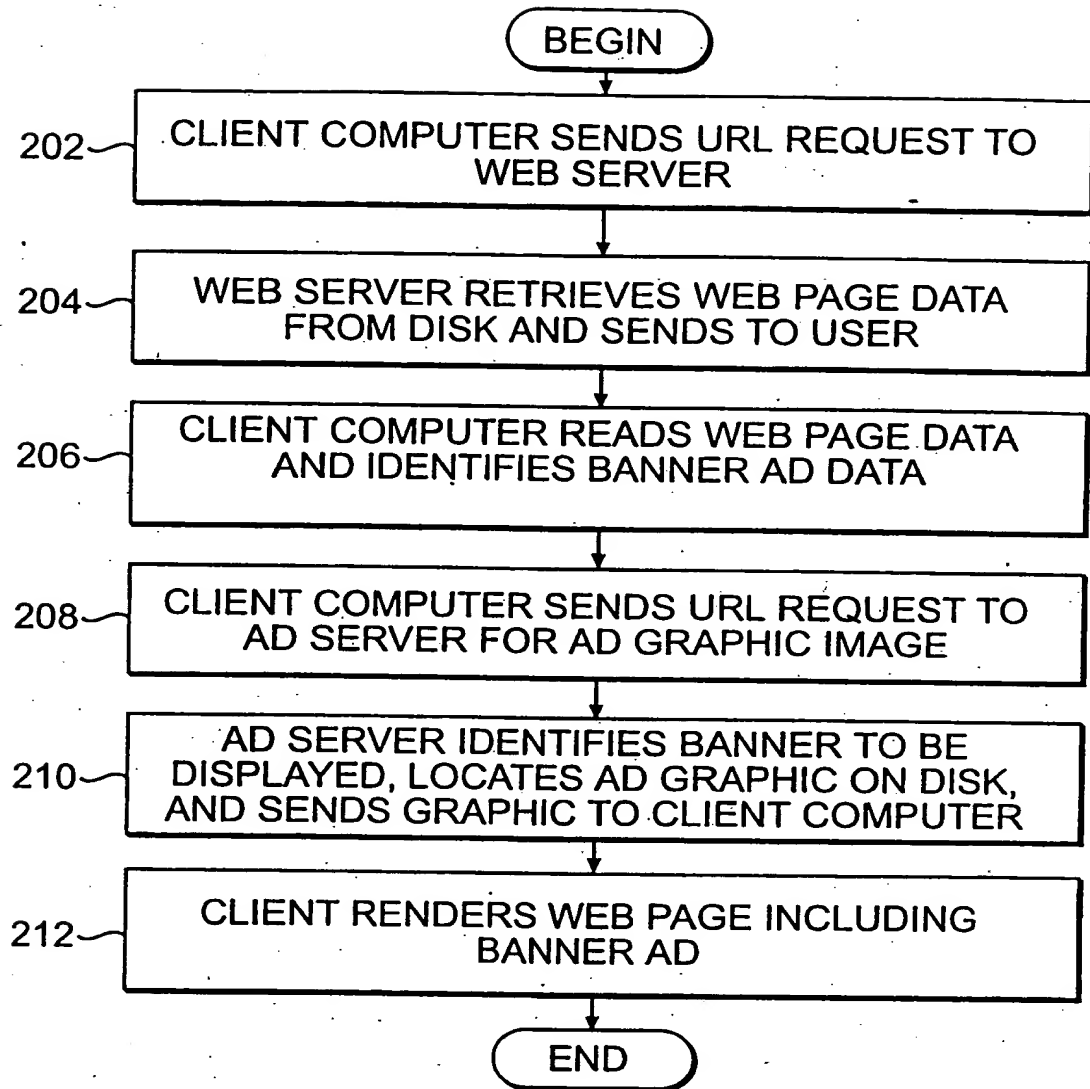 BEGIN
202
CLIENT COMPUTER SENDS URL REQUEST TO
WEB SERVER
204
WEB SERVER RETRIEVES WEB PAGE DATA
FROM DISK AND SENDS TO USER
206
CLIENT COMPUTER READS WEB PAGE DATA
AND IDENTIFIES BANNER AD DATA
208
CLIENT COMPUTER SENDS URL REQUEST TO
AD SERVER FOR AD GRAPHIC IMAGE
210
AD SERVER IDENTIFIES BANNER TO BE
DISPLAYED, LOCATES AD GRAPHIC ON DISK,
AND SENDS GRAPHIC TO CLIENT COMPUTER
212
CLIENT RENDERS WEB PAGE INCLUDING
BANNER AD
END